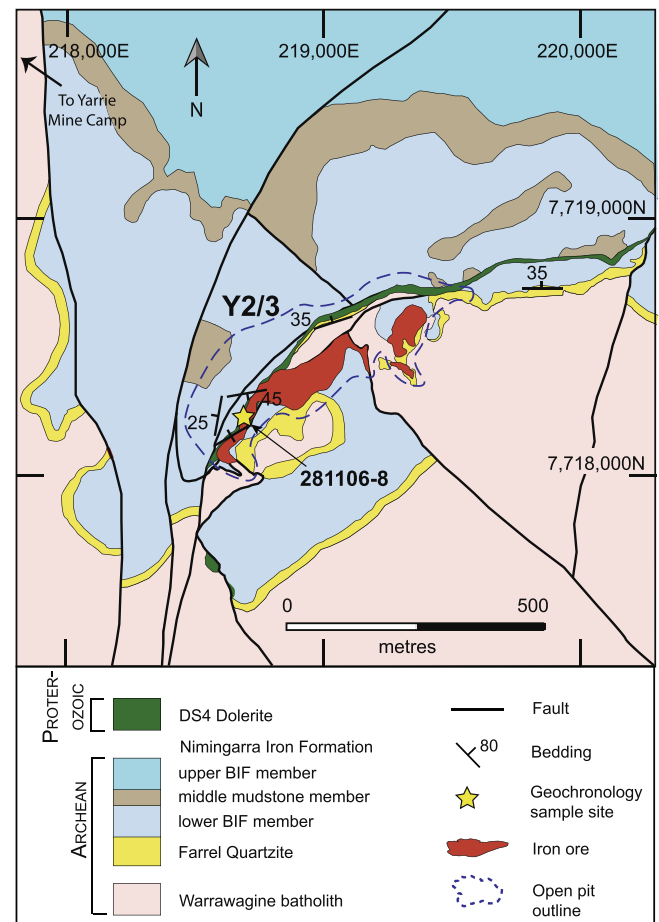 218,000E
219,000E
220,000E
To Yarrie
Mine Camp
N
7,719,000N
Y2/3
35
35
45
25
281106-8
7,718,000N
0
500
metres
PROTER-
OZOIC
DS4 Dolerite
Nimingarra Iron Formation
upper BIF member
middle mudstone member
lower BIF member
Farrel Quartzite
Warrawagine batholith
ARCHEAN
Fault
80
Bedding
Geochronology
sample site
Iron ore
Open pit
outline